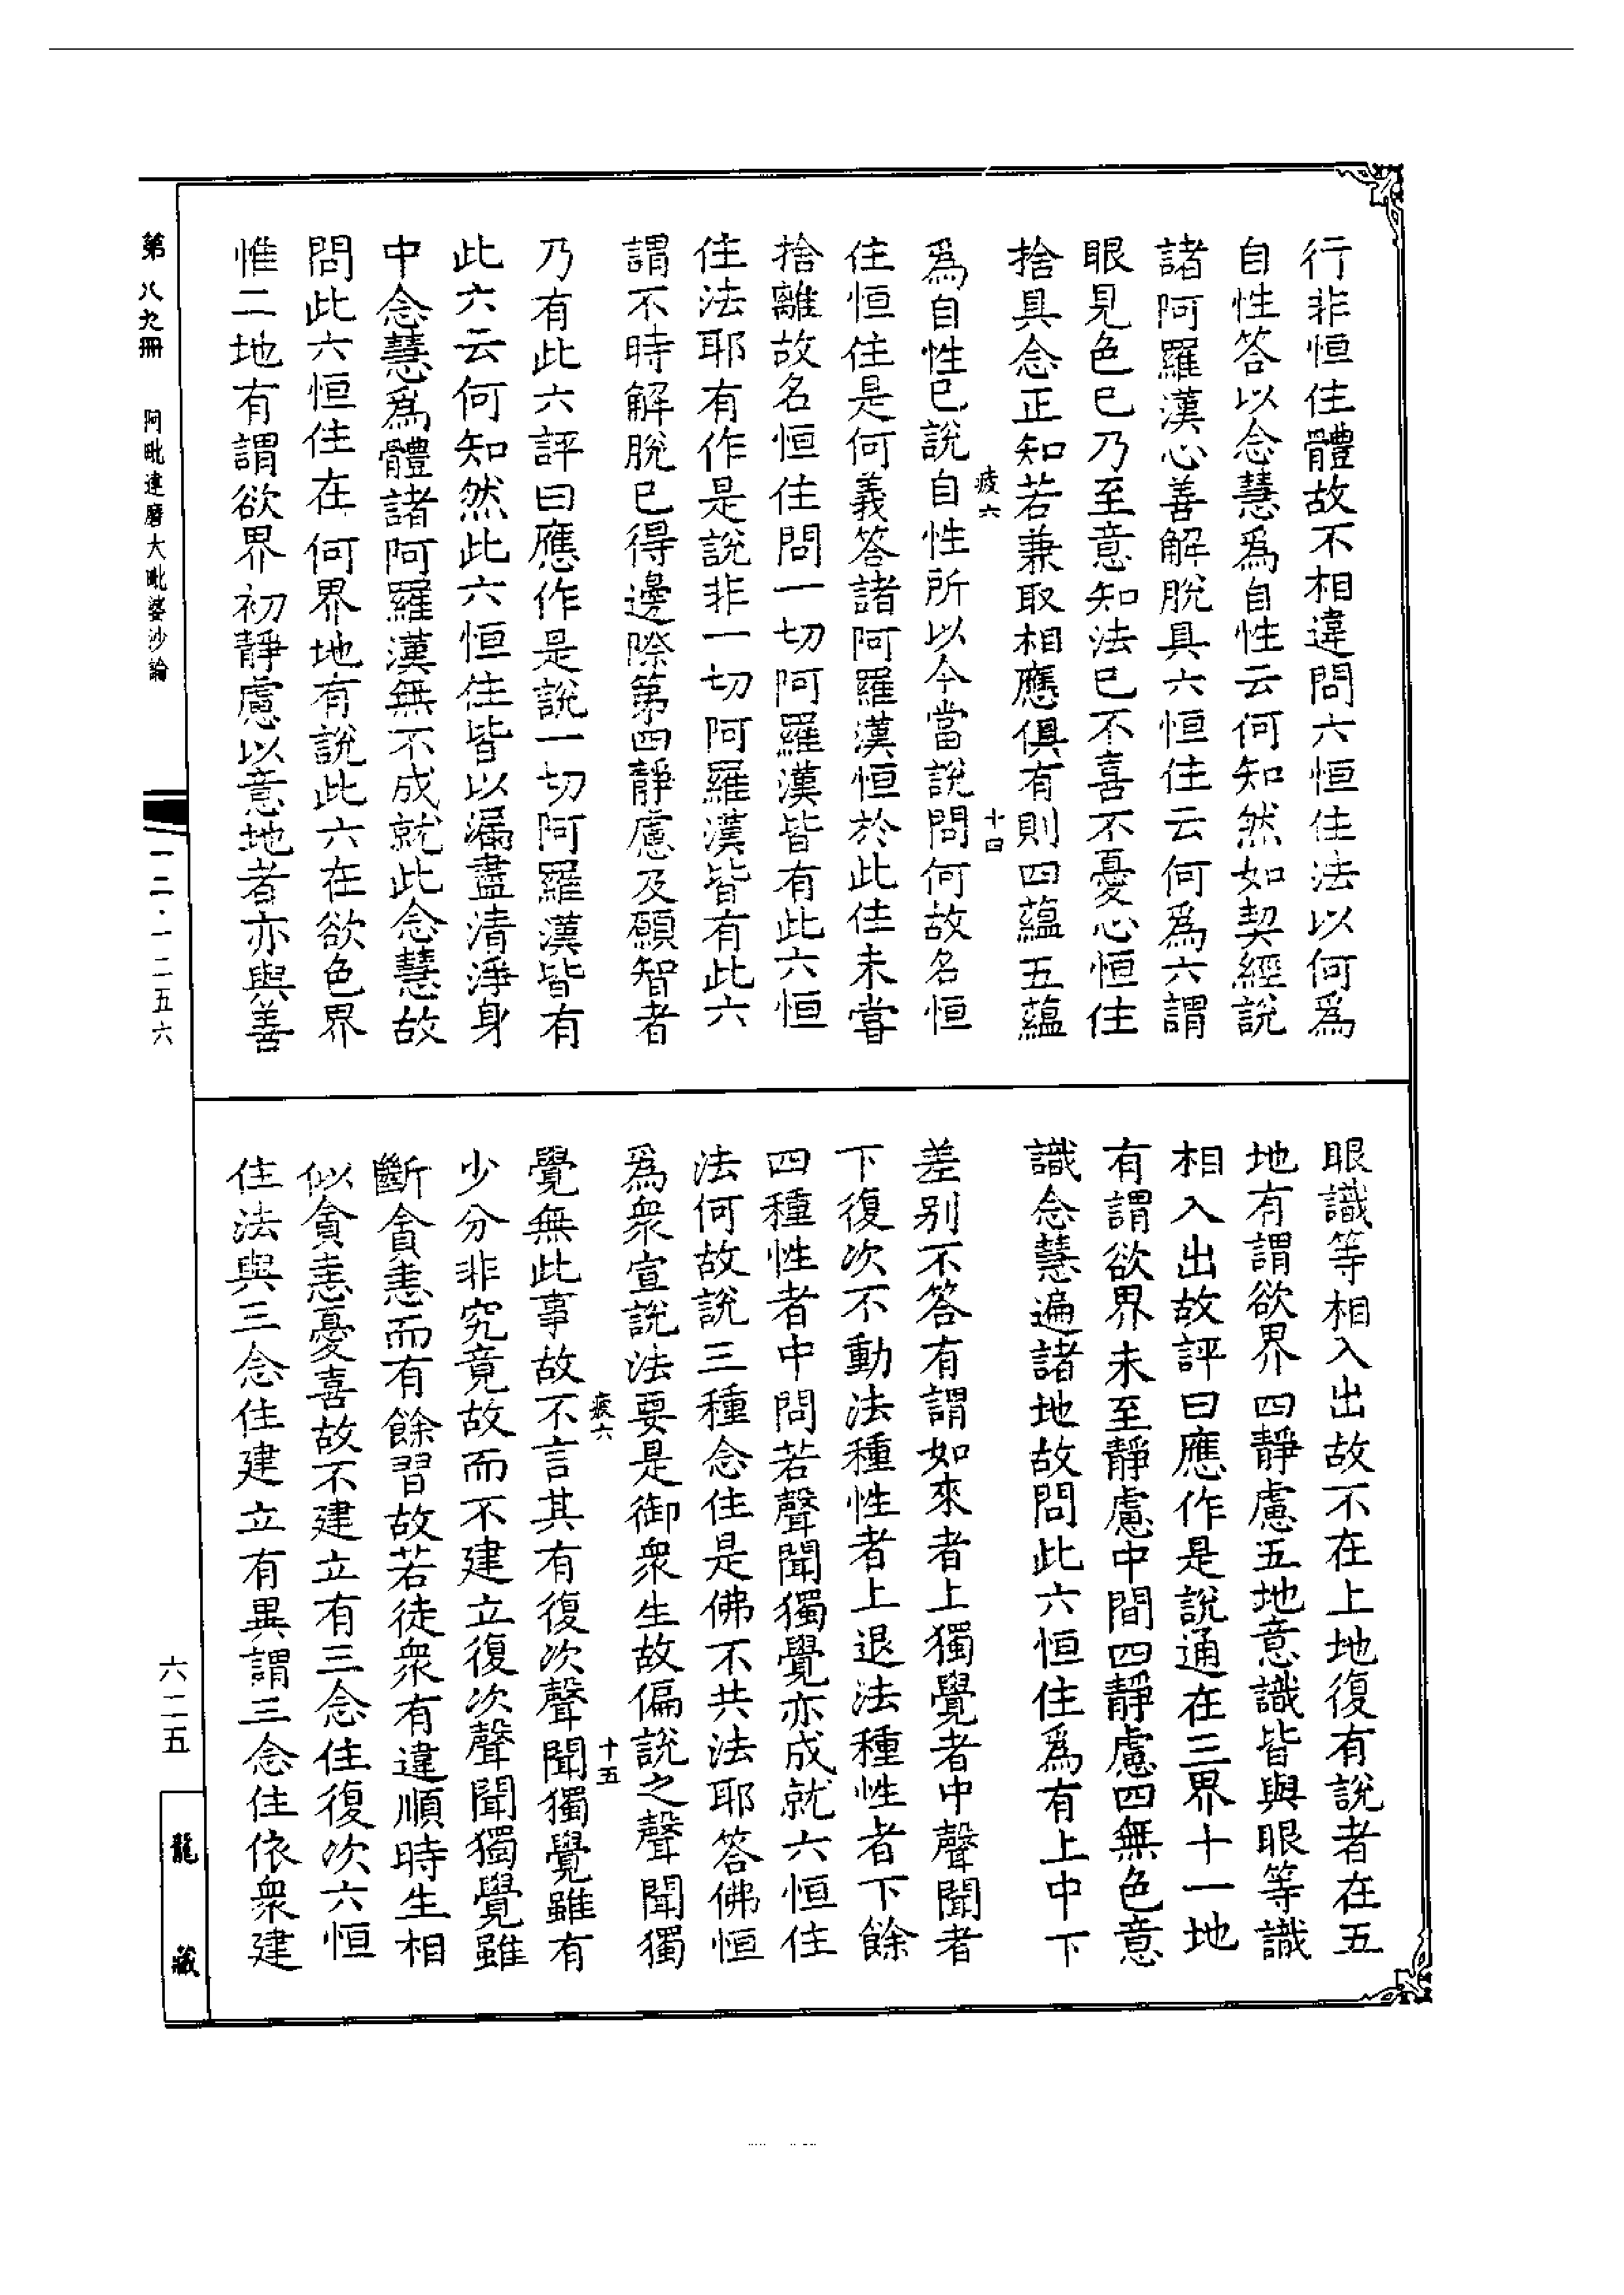 行非恒住體故不相違問六恒住法以何爲
自性答以念慧爲自性云何知然如契經說
諸阿羅漢心善解脫具六恒住云何爲六謂
眼見色已乃至意知法已不喜不憂心恒住
捨具念正知若兼取相應俱有則四蘊五蘊
疲六 十四
爲自性已說自性所以今當說問何故名恒
住恒住是何義答諸阿羅漢恒於此住未嘗
捨離故名恒住問一切阿羅漢皆有此六恒
住法耶有作是說非一切阿羅漢皆有此六
謂不時解脫已得邊際第四靜慮及願智者
乃有此六評曰應作是說一切阿羅漢皆有
此六云何知然此六恒住皆以漏盡清淨身
中念慧爲體諸阿羅漢無不成就此念慧故
問此六恒住在何界地有說此六在欲色界
惟二地有謂欲界初靜慮以意地者亦與善
眼識等相入出故不在上地復有說者在五
地有謂欲界四靜慮五地意識皆與眼等識
相入出故評曰應作是說通在三界十一地
有謂欲界未至靜慮中間四靜慮四無色意
識念慧遍諸地故問此六恒住爲有上中下
差别不答有謂如來者上獨覺者中聲聞者
下復次不動法種性者上退法種性者下餘
四種性者中問若聲聞獨覺亦成就六恒住
法何故說三種念住是佛不共法耶答佛恒
爲衆宣說法要是御衆生故偏說之聲聞獨
疲六 十五
覺無此事故不言其有復次聲聞獨覺雖有
少分非究竟故而不建立復次聲聞獨覺雖
斷貪恚而有餘習故若徒衆有違順時生相
似貪恚憂喜故不建立有三念住復次六恒
住法與三念住建立有異謂三念住依衆建
第八九冊 阿毗達磨大毗婆沙論
一二·一二五六
六二五
龍藏